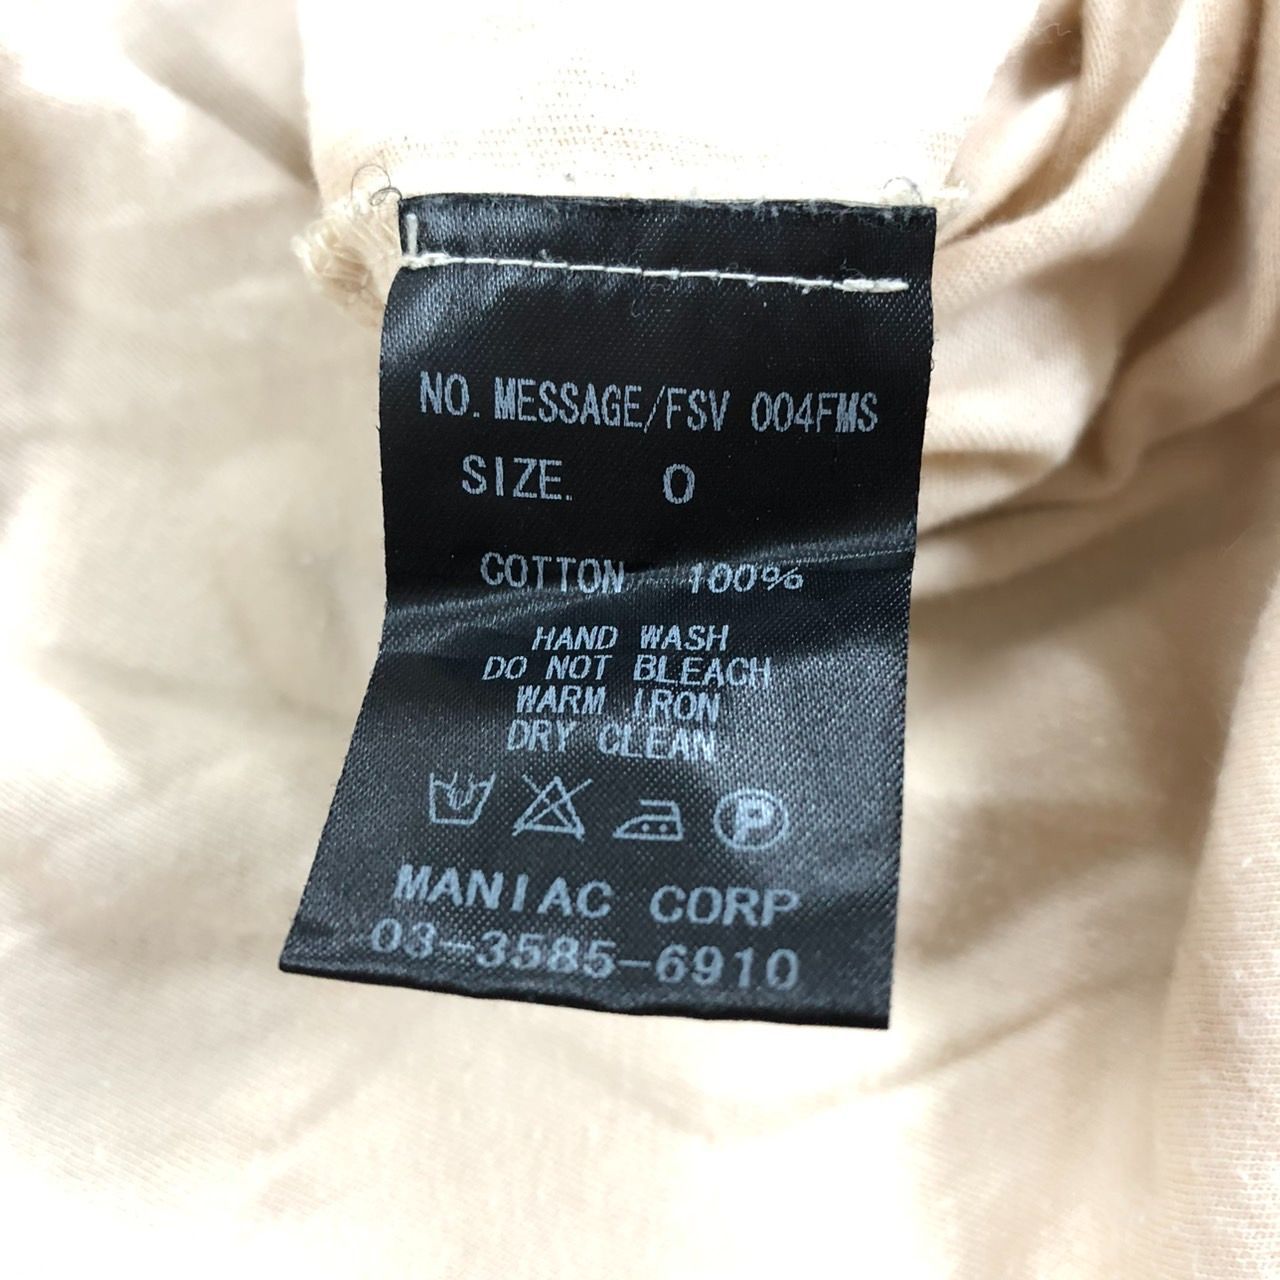 NO. MESSAGE/FSV 004FMS
SIZE. 0
COTTON 100%
HAND WASH
DO NOT BLEACH
WARM IRON
DRY CLEAN
P
MANIAC CORP
03-3585-6910